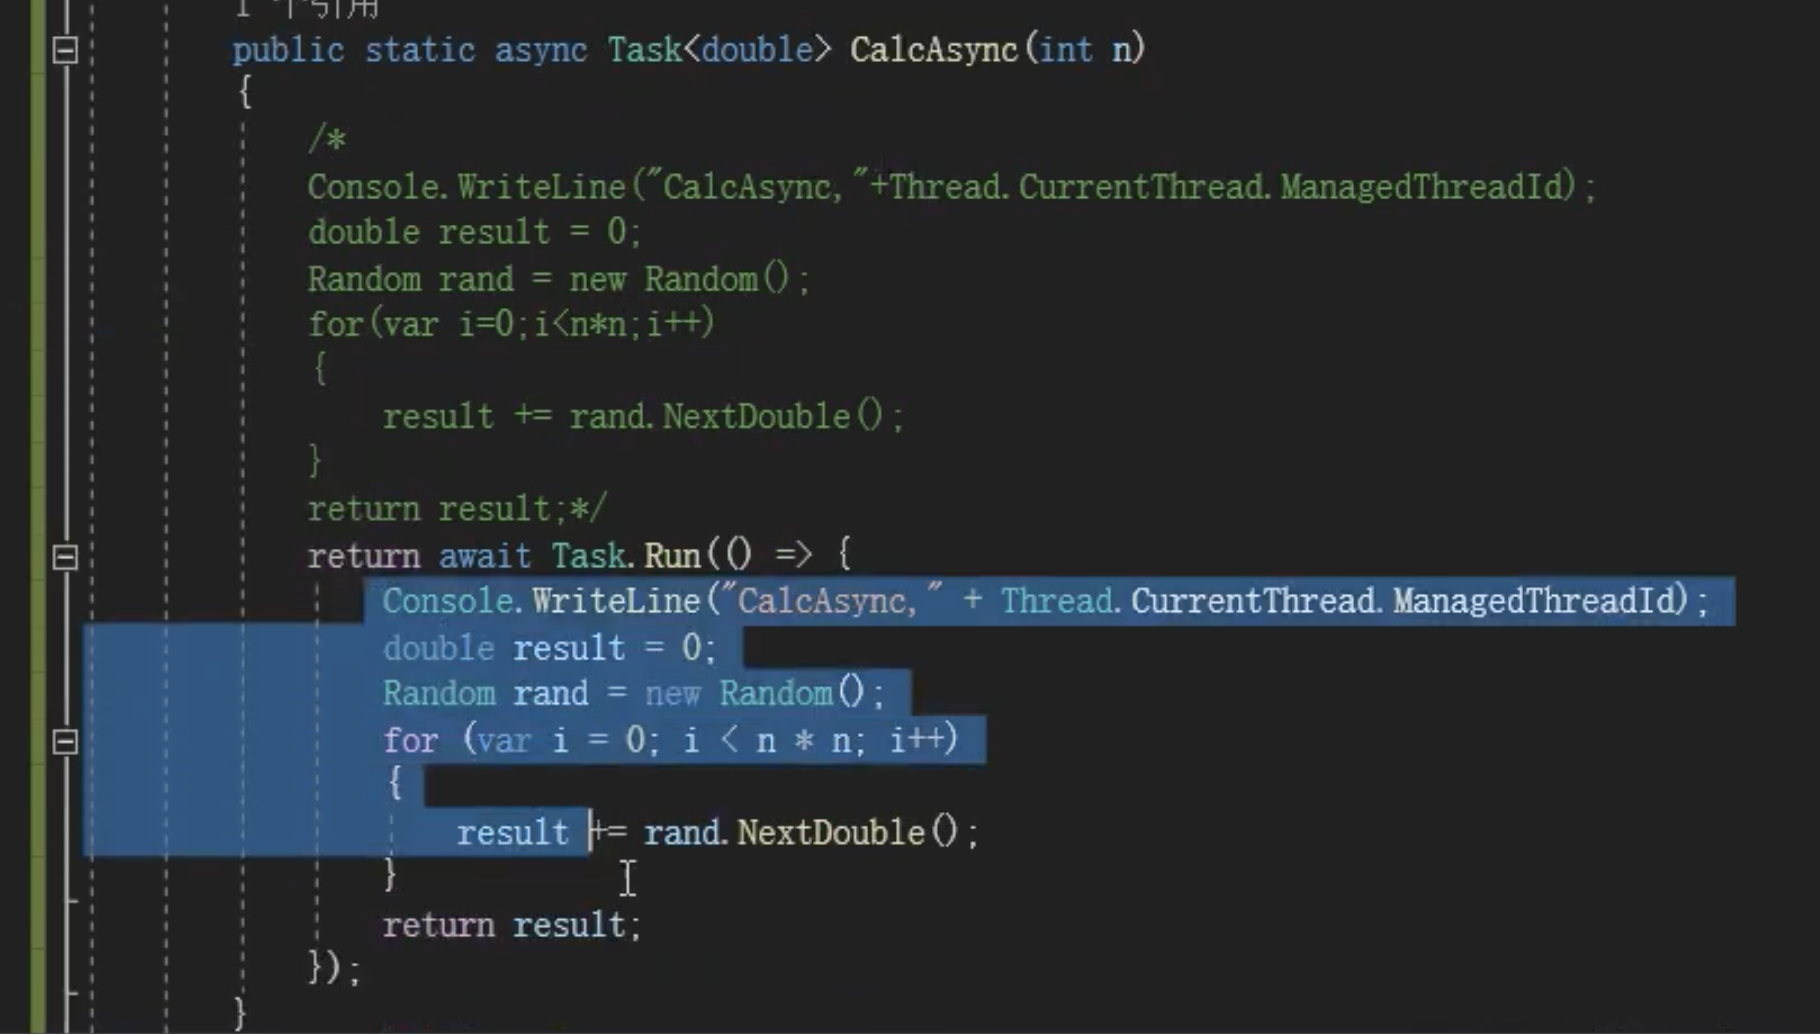 1 个引用
public static async Task<double> CalcAsync(int n)
{
/*
Console.WriteLine("CalcAsync,"+Thread.CurrentThread.ManagedThreadId);
double result = 0;
Random rand = new Random();
for(var i=0;i<n*n;i++)
{
result += rand.NextDouble();
}
return result;*/
return await Task.Run(() => {
Console.WriteLine("CalcAsync," + Thread.CurrentThread.ManagedThreadId);
double result = 0;
Random rand = new Random();
for (var i = 0; i < n * n; i++)
{
result += rand.NextDouble();
}
return result;
});
}